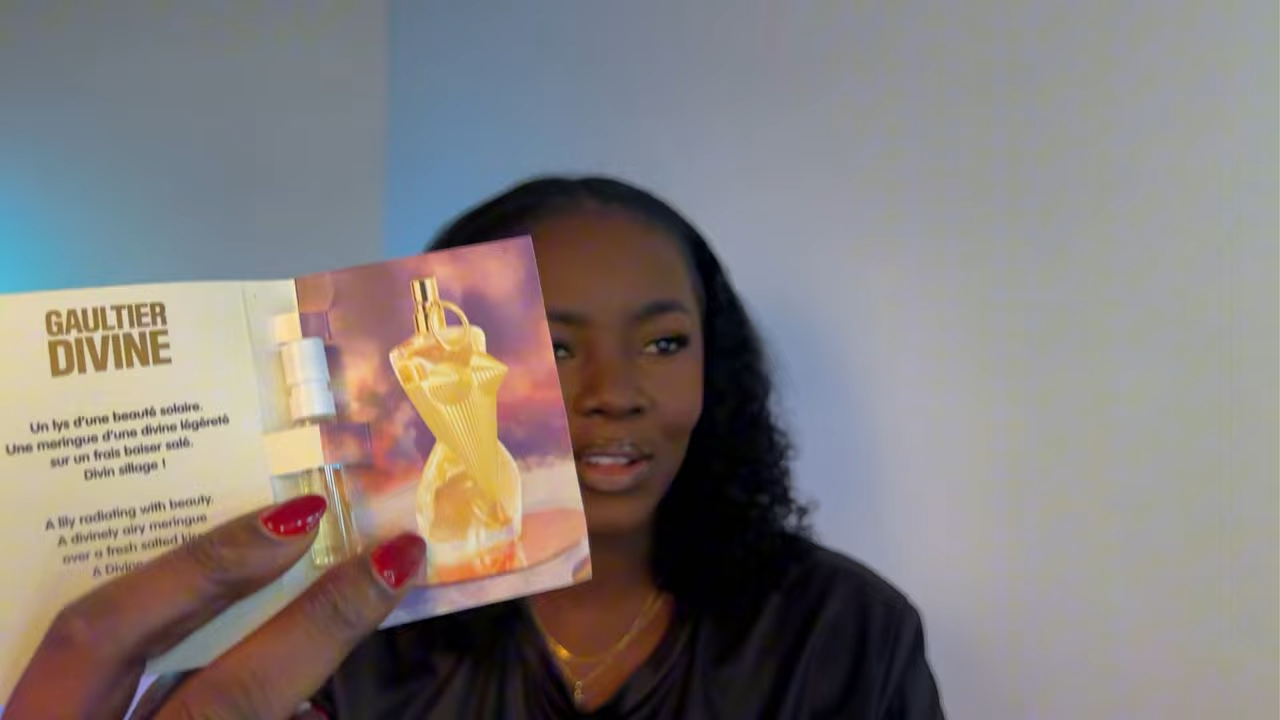 GAULTIER
DIVINE
Un lys d'une beauté solaire.
Une meringue d'une divine légèreté
sur un frais baiser salé.
Divin sillage !
A lily radiating with beauty.
A divinely airy meringue
over a fresh salted
A